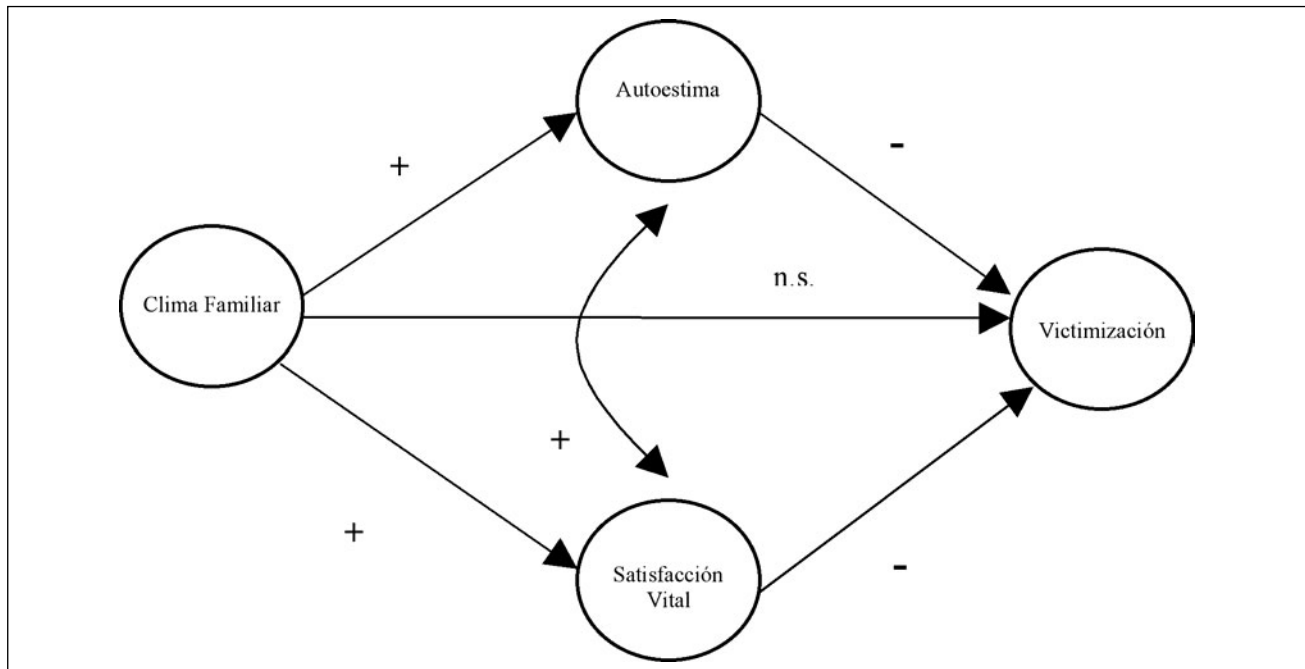 Autoestima
+
-
n.s.
Clima Familiar
Victimización
+
+
Satisfacción
Vital
-